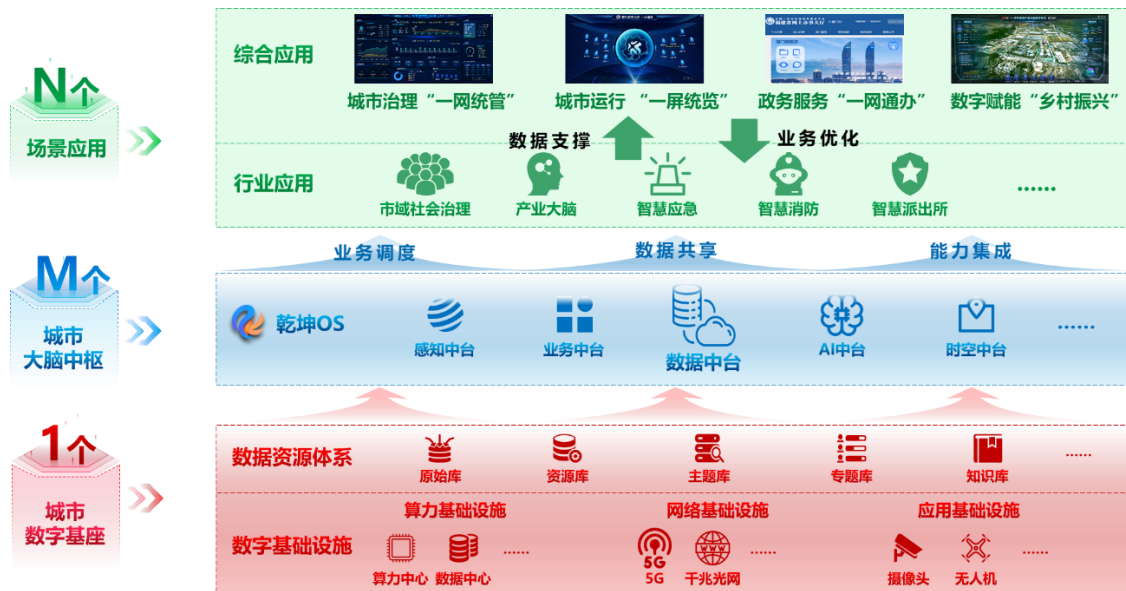 N个
场景应用
综合应用
城市治理“一网统管”
城市运行“一屏统览”
政务服务“一网通办”
数字赋能“乡村振兴”
数据支撑
业务优化
行业应用
市域社会治理
产业大脑
智慧应急
智慧消防
智慧派出所
……
业务调度
数据共享
能力集成
M个
城市
大脑中枢
乾坤OS
感知中台
业务中台
数据中台
AI中台
时空中台
……
1个
城市
数字基座
数据资源体系
原始库
资源库
主题库
专题库
知识库
……
数字基础设施
算力基础设施
算力中心
数据中心
……
网络基础设施
5G
5G
WWW
千兆光网
……
应用基础设施
摄像头
无人机
……